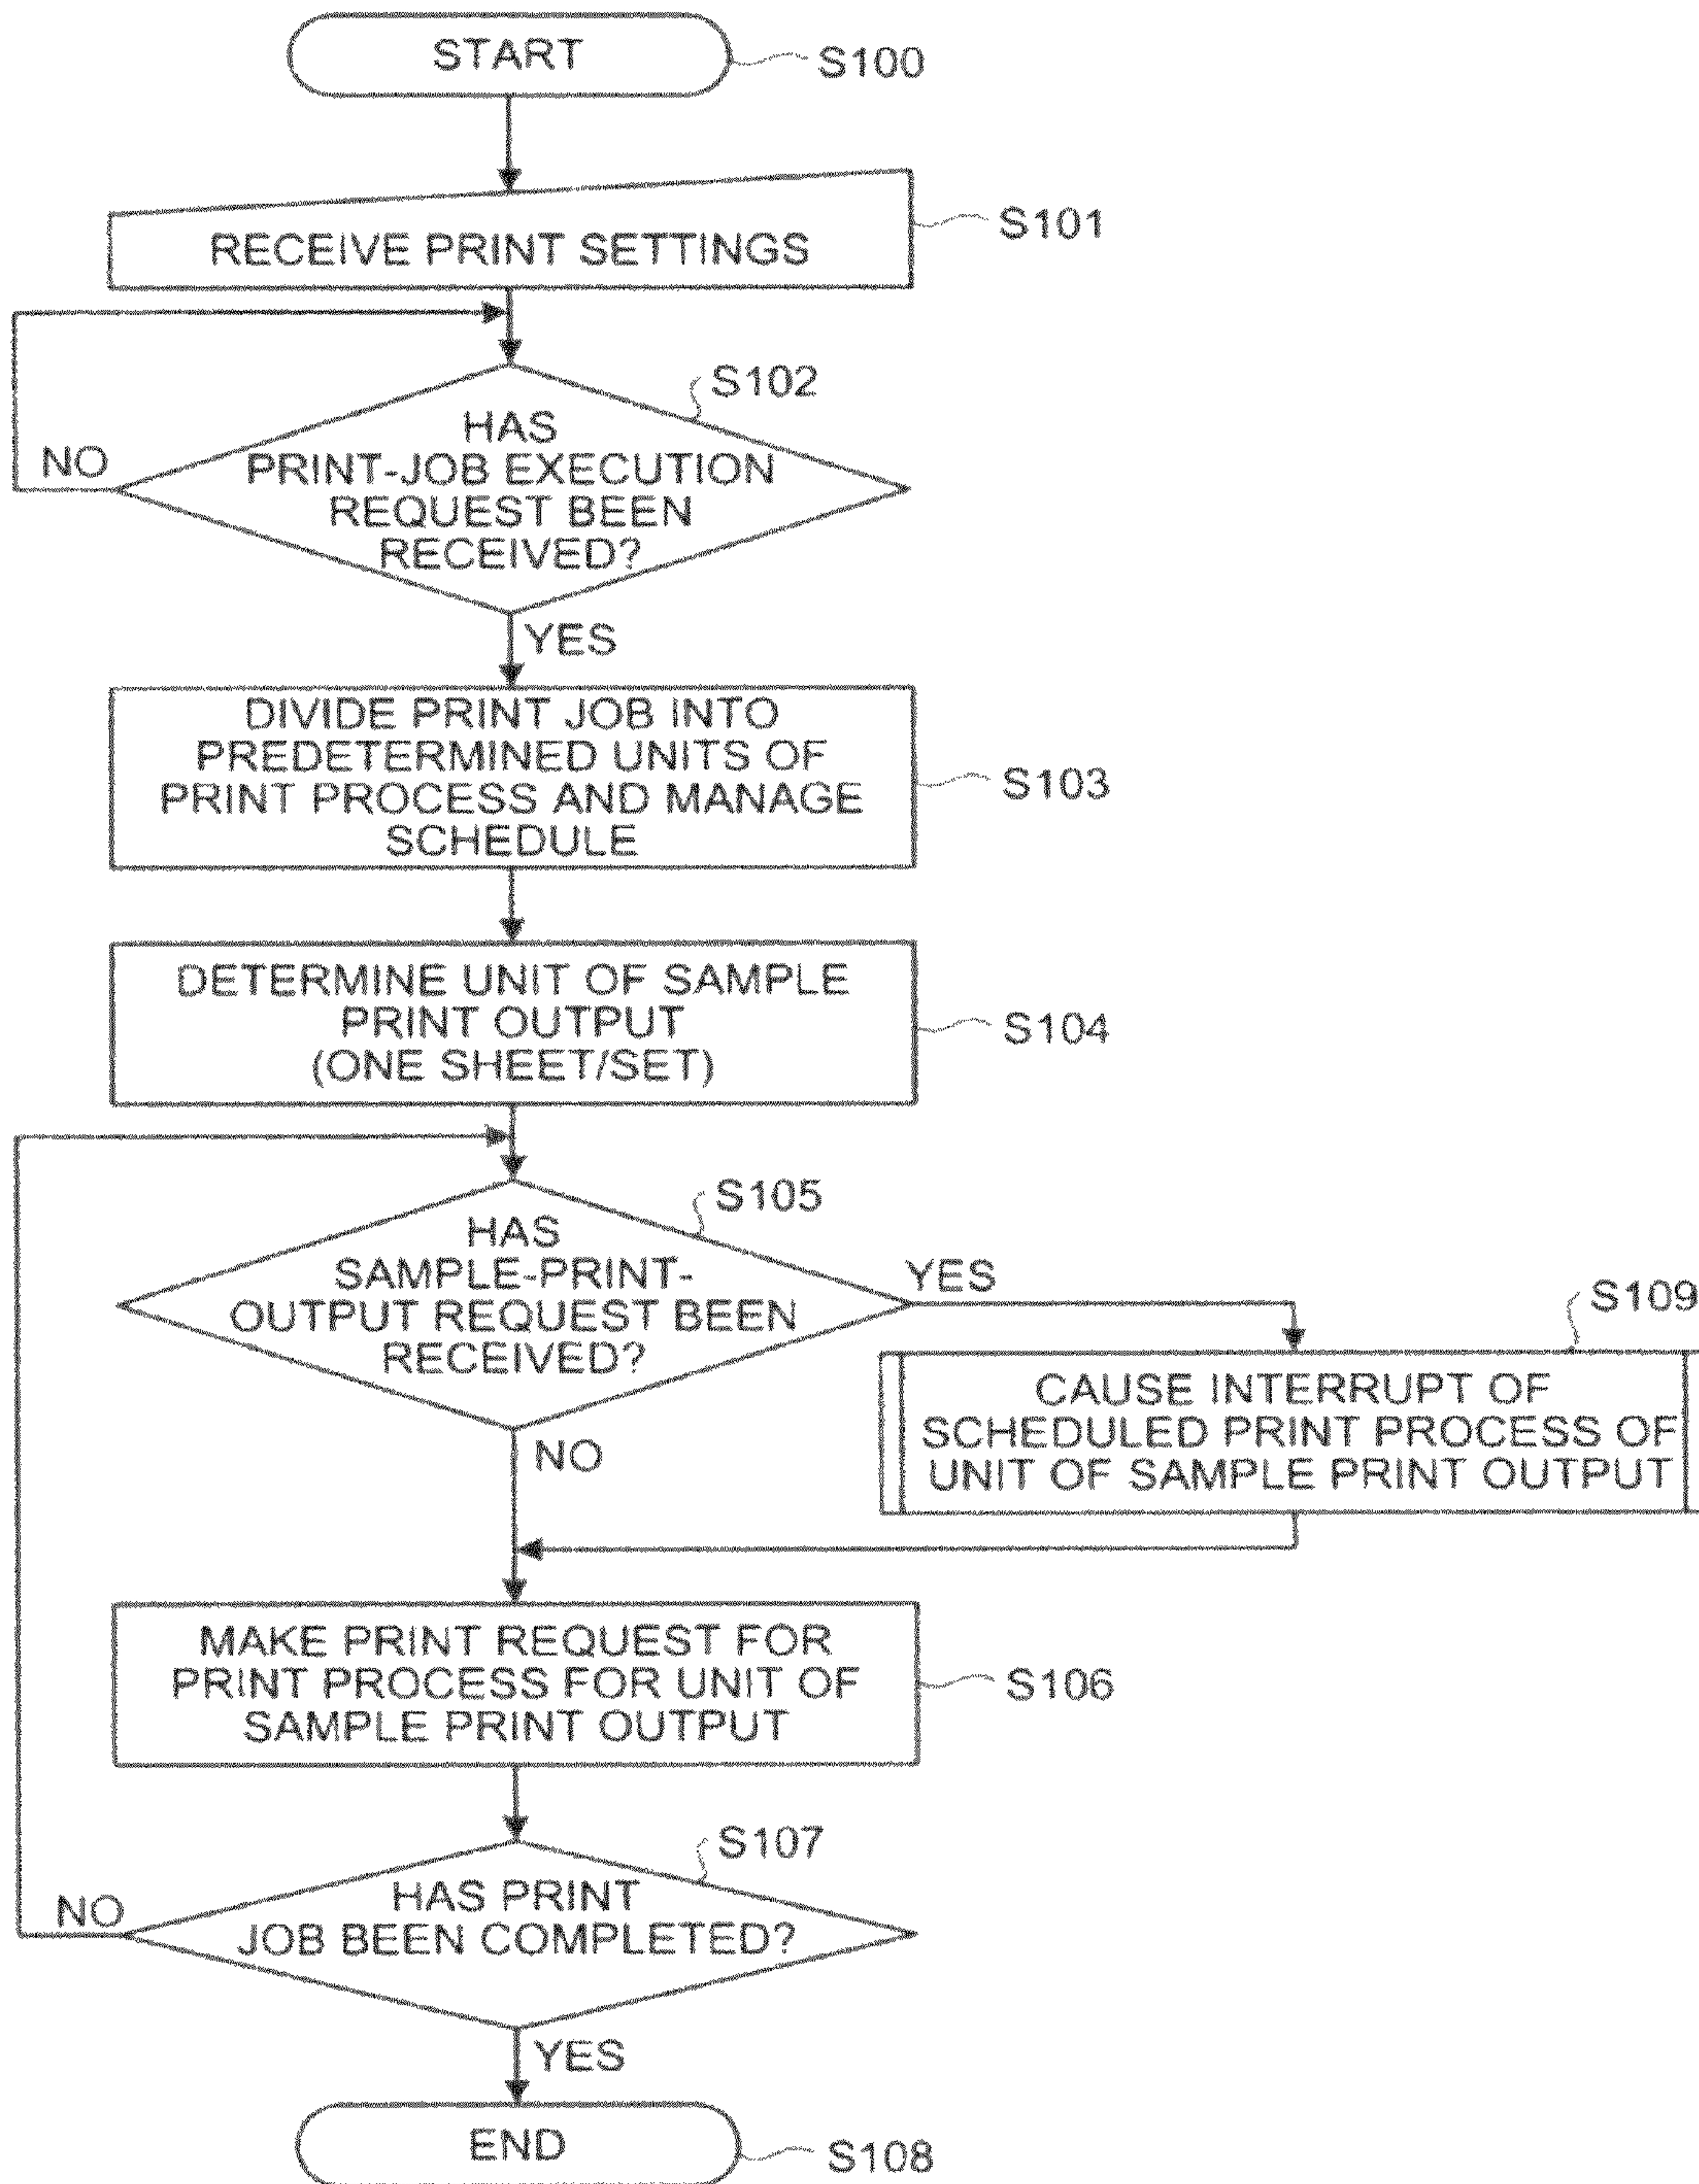 START
S100
RECEIVE PRINT SETTINGS
S101
S102
HAS
PRINT-JOB EXECUTION
REQUEST BEEN
RECEIVED?
NO
YES
DIVIDE PRINT JOB INTO
PREDETERMINED UNITS OF
PRINT PROCESS AND MANAGE
SCHEDULE
S103
DETERMINE UNIT OF SAMPLE
PRINT OUTPUT
(ONE SHEET/SET)
S104
S105
HAS
SAMPLE-PRINT-
OUTPUT REQUEST BEEN
RECEIVED?
YES
NO
S109
CAUSE INTERRUPT OF
SCHEDULED PRINT PROCESS OF
UNIT OF SAMPLE PRINT OUTPUT
MAKE PRINT REQUEST FOR
PRINT PROCESS FOR UNIT OF
SAMPLE PRINT OUTPUT
S106
S107
HAS PRINT
JOB BEEN COMPLETED?
NO
YES
END
S108